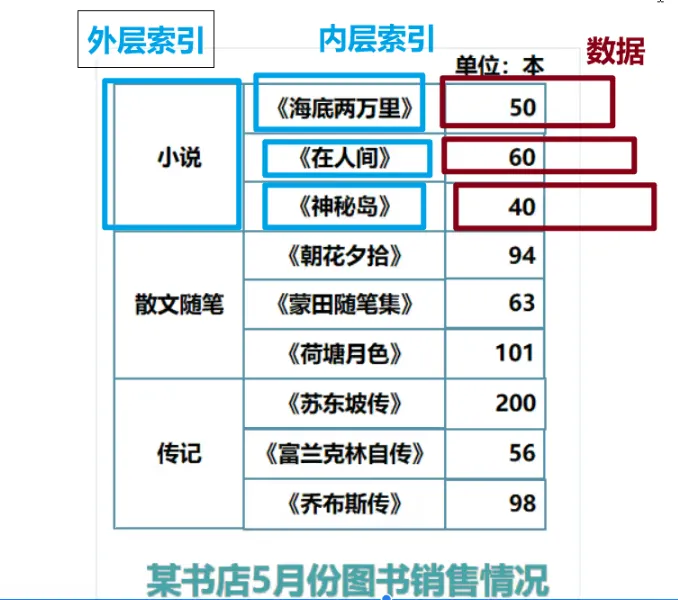 外层索引
内层索引
数据
单位：本
小说
《海底两万里》 50
《在人间》 60
《神秘岛》 40
散文随笔
《朝花夕拾》 94
《蒙田随笔集》 63
《荷塘月色》 101
传记
《苏东坡传》 200
《富兰克林自传》 56
《乔布斯传》 98
某书店5月份图书销售情况